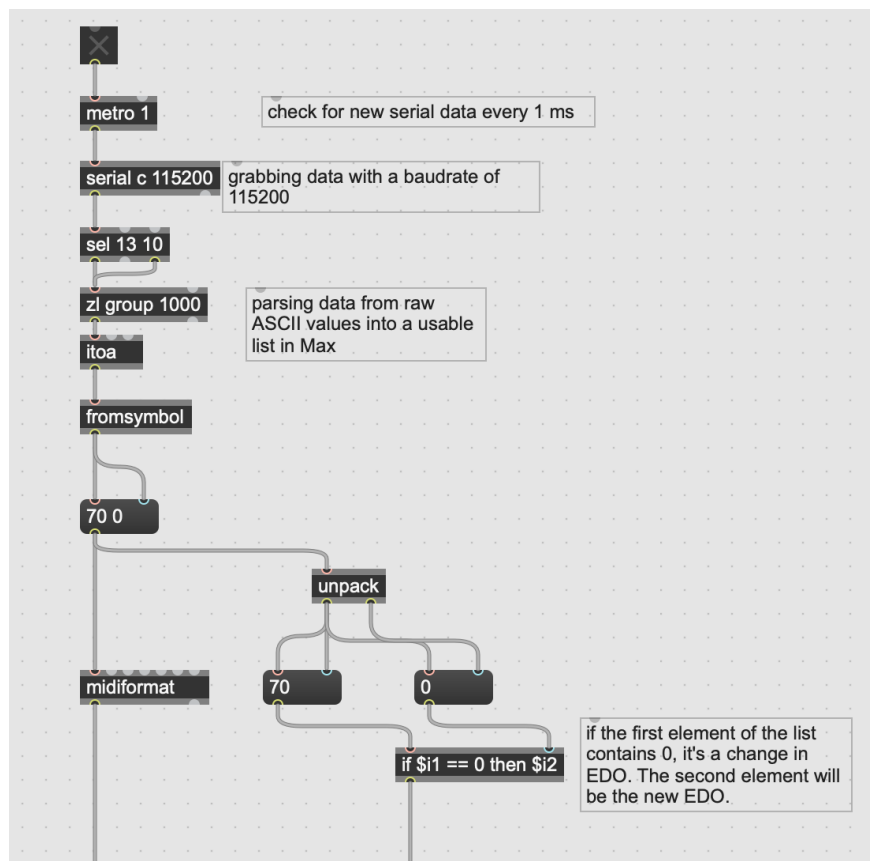 metro 1
check for new serial data every 1 ms
serial c 115200
grabbing data with a baudrate of
115200
sel 13 10
zl group 1000
parsing data from raw
ASCII values into a usable
list in Max
itoa
fromsymbol
70 0
unpack
midiformat
70
0
if $i1 == 0 then $i2
if the first element of the list
contains 0, it's a change in
EDO. The second element will
be the new EDO.